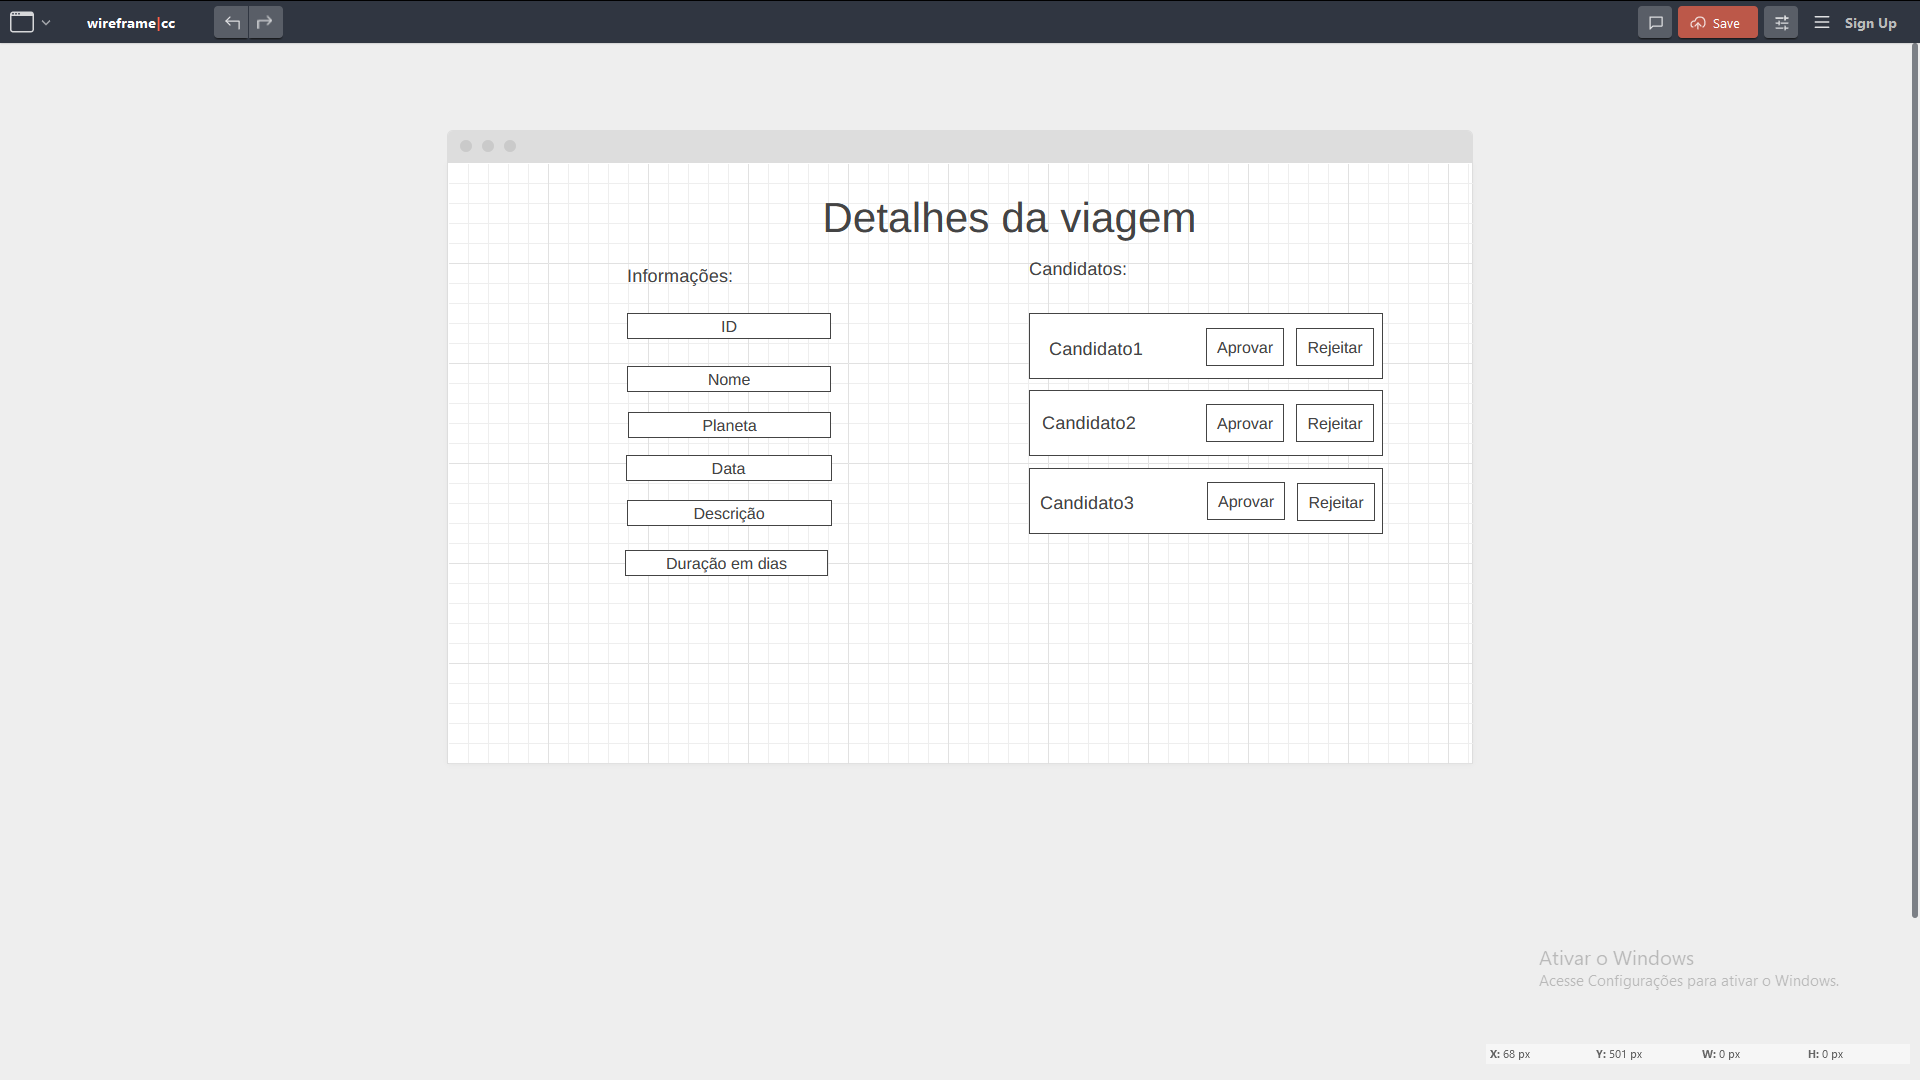 wireframe|cc
Save
Sign Up
Detalhes da viagem
Informações:
ID
Nome
Planeta
Data
Descrição
Duração em dias
Candidatos:
Candidato1 Aprovar Rejeitar
Candidato2 Aprovar Rejeitar
Candidato3 Aprovar Rejeitar
Ativar o Windows
Acesse Configurações para ativar o Windows.
X: 68 px Y: 501 px W: 0 px H: 0 px